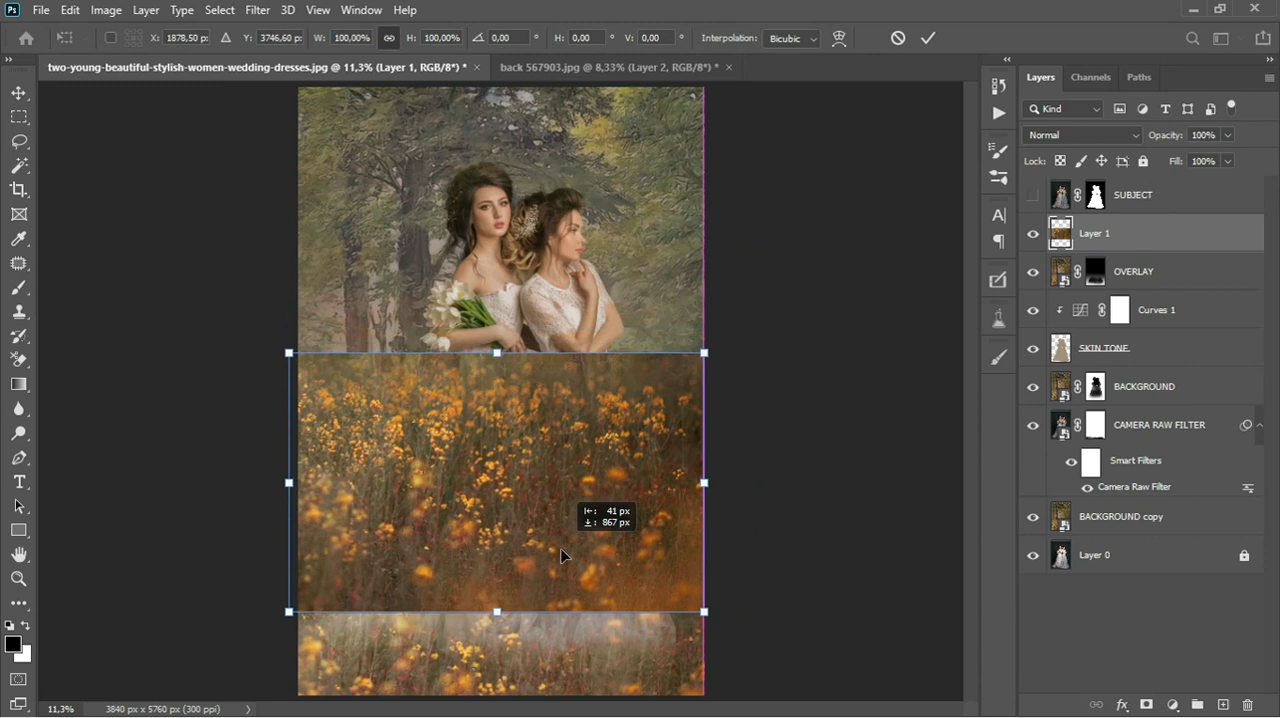 Ps File Edit Image Layer Type Select Filter 3D View Window Help
X: 1878,50 p: Y: 3746,60 p: W: 100,00% H: 100,00% 0,00 ° H: 0,00 ° V: 0,00 ° Interpolation: Bicubic
two-young-beautiful-stylish-women-wedding-dresses.jpg @ 11,3% (Layer 1, RGB/8*) * × back 567903.jpg @ 8,33% (Layer 2, RGB/8*) * ×
Layers Channels Paths
Kind
Normal Opacity: 100%
Lock: Fill: 100%
SUBJECT
Layer 1
OVERLAY
Curves 1
SKIN TONE
BACKGROUND
CAMERA RAW FILTER
Smart Filters
Camera Raw Filter
BACKGROUND copy
Layer 0
41 px
867 px
11,3% 3840 px x 5760 px (300 ppi)